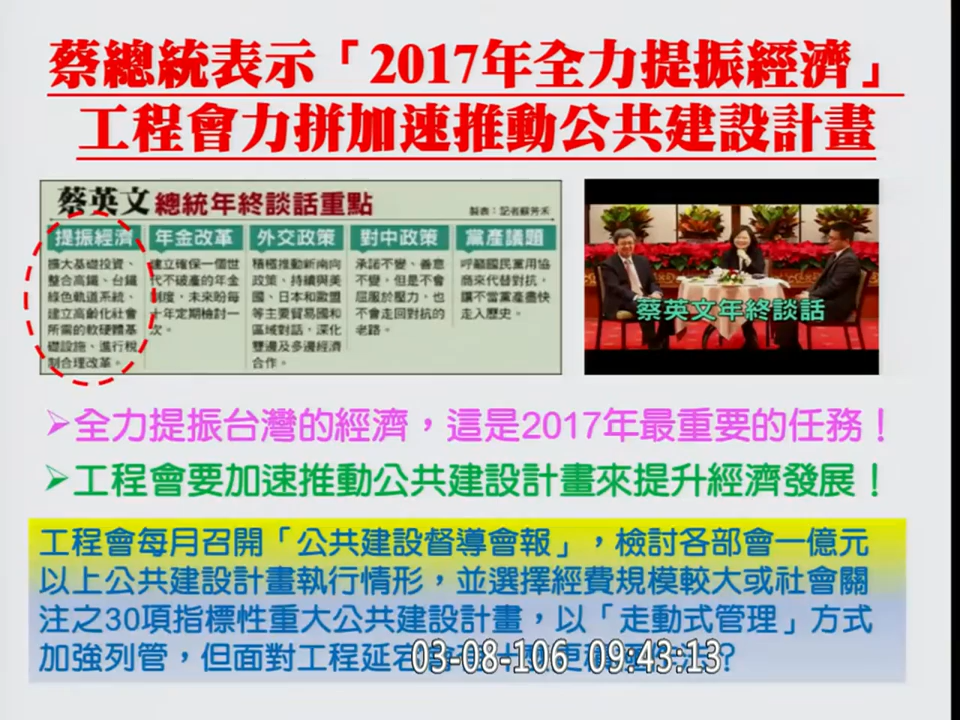 蔡總統表示「2017年全力提振經濟」
工程會力拼加速推動公共建設計畫
蔡英文 總統年終談話重點
製表：記者蘇芳禾
提振經濟 年金改革 外交政策 對中政策 黨產議題
擴大基礎投資、
整合高鐵、台鐵
綠色軌道系統、
建立高齡化社會
所需的軟硬體基
礎設施、進行稅
制合理改革。
建立確保一個世
代不破產的年金
制度，未來盼每
十年定期檢討一
次。
積極推動新南向
政策、持續與美
國、日本和歐盟
等主要貿易國和
區域對話，深化
雙邊及多邊經濟
合作。
承諾不變、善意
不變，但是不會
屈服於壓力，也
不會走回對抗的
老路。
呼籲國民黨用協
商來代替對抗，
讓不當黨產盡快
走入歷史。
蔡英文年終談話
➢全力提振台灣的經濟，這是2017年最重要的任務！
➢工程會要加速推動公共建設計畫來提升經濟發展！
工程會每月召開「公共建設督導會報」，檢討各部會一億元
以上公共建設計畫執行情形，並選擇經費規模較大或社會關
注之30項指標性重大公共建設計畫，以「走動式管理」方式
加強列管，但面對工程延宕
03-08-106 09:43:13